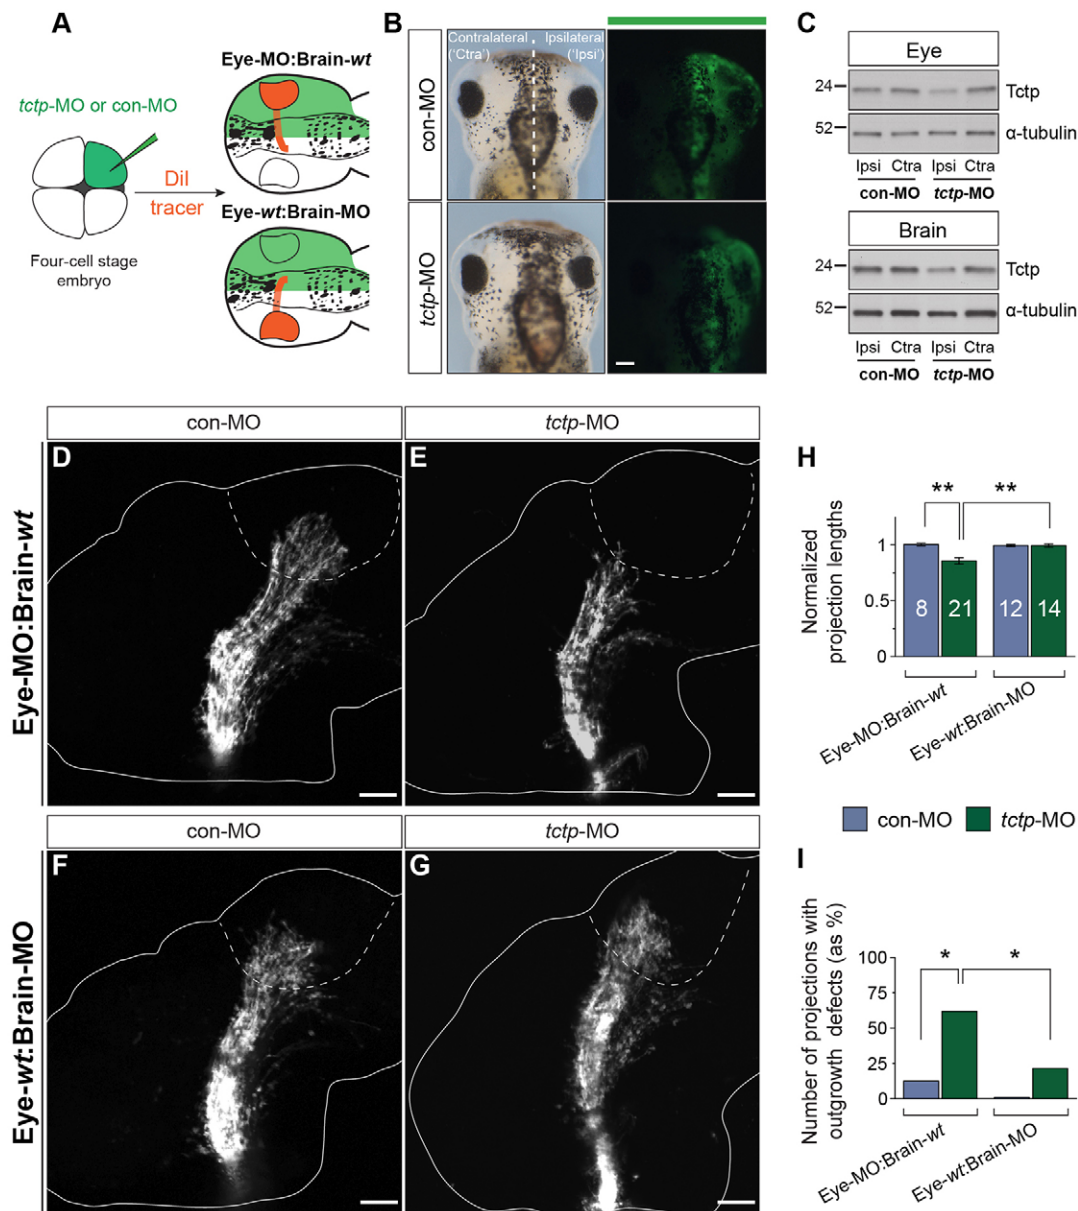 A
tctp-MO or con-MO
DiI
tracer
Four-cell stage
embryo
Eye-MO:Brain-wt
Eye-wt:Brain-MO
B
Contralateral
('Ctra')
Ipsilateral
('Ipsi')
con-MO
tctp-MO
C
Eye
24
Tctp
52
α-tubulin
Ipsi Ctra Ipsi Ctra
con-MO tctp-MO
Brain
24
Tctp
52
α-tubulin
Ipsi Ctra Ipsi Ctra
con-MO tctp-MO
con-MO
tctp-MO
Eye-MO:Brain-wt
D
E
con-MO
tctp-MO
Eye-wt:Brain-MO
F
G
H
Normalized
projection lengths
** **
1
0.5
0
8 21 12 14
Eye-MO:Brain-wt
Eye-wt:Brain-MO
con-MO tctp-MO
I
Number of projections with
outgrowth defects (as %)
100
75
50
25
0
* *
Eye-MO:Brain-wt
Eye-wt:Brain-MO